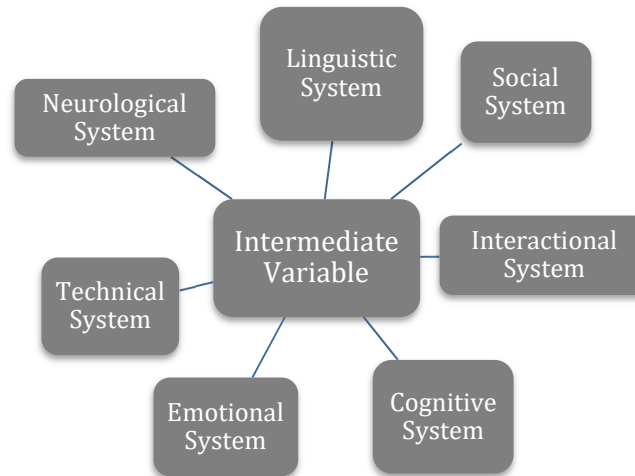 Linguistic
System
Social
System
Neurological
System
Intermediate
Variable
Interactional
System
Technical
System
Emotional
System
Cognitive
System